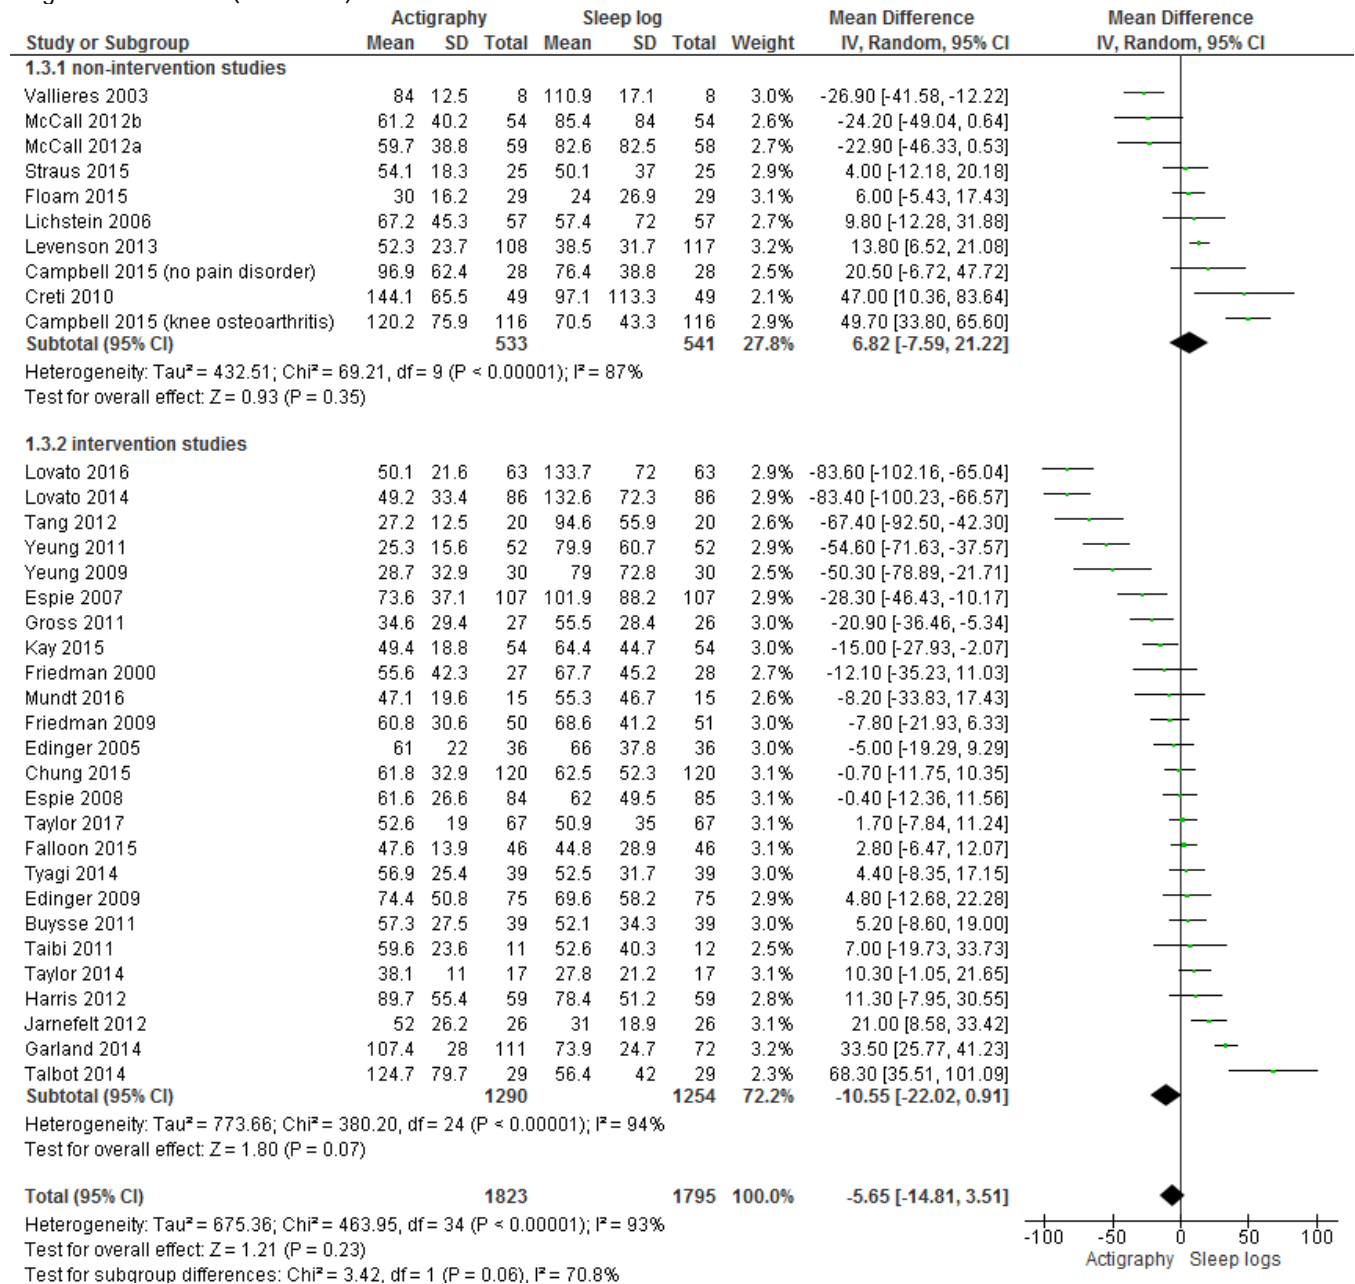 Actigraphy Sleep log Mean Difference Mean Difference
Study or Subgroup Mean SD Total Mean SD Total Weight IV, Random, 95% CI IV, Random, 95% CI
1.3.1 non-intervention studies
Vallieres 2003 84 12.5 8 110.9 17.1 8 3.0% -26.90 [-41.58, -12.22]
McCall 2012b 61.2 40.2 54 85.4 84 54 2.6% -24.20 [-49.04, 0.64]
McCall 2012a 59.7 38.8 59 82.6 82.5 58 2.7% -22.90 [-46.33, 0.53]
Straus 2015 54.1 18.3 25 50.1 37 25 2.9% 4.00 [-12.18, 20.18]
Floam 2015 30 16.2 29 24 26.9 29 3.1% 6.00 [-5.43, 17.43]
Lichstein 2006 67.2 45.3 57 57.4 72 57 2.7% 9.80 [-12.28, 31.88]
Levenson 2013 52.3 23.7 108 38.5 31.7 117 3.2% 13.80 [6.52, 21.08]
Campbell 2015 (no pain disorder) 96.9 62.4 28 76.4 38.8 28 2.5% 20.50 [-6.72, 47.72]
Creti 2010 144.1 65.5 49 97.1 113.3 49 2.1% 47.00 [10.36, 83.64]
Campbell 2015 (knee osteoarthritis) 120.2 75.9 116 70.5 43.3 116 2.9% 49.70 [33.80, 65.60]
Subtotal (95% CI) 533 541 27.8% 6.82 [-7.59, 21.22]
Heterogeneity: Tau² = 432.51; Chi² = 69.21, df = 9 (P < 0.00001); I² = 87%
Test for overall effect: Z = 0.93 (P = 0.35)
1.3.2 intervention studies
Lovato 2016 50.1 21.6 63 133.7 72 63 2.9% -83.60 [-102.16, -65.04]
Lovato 2014 49.2 33.4 86 132.6 72.3 86 2.9% -83.40 [-100.23, -66.57]
Tang 2012 27.2 12.5 20 94.6 55.9 20 2.6% -67.40 [-92.50, -42.30]
Yeung 2011 25.3 15.6 52 79.9 60.7 52 2.9% -54.60 [-71.63, -37.57]
Yeung 2009 28.7 32.9 30 79 72.8 30 2.5% -50.30 [-78.89, -21.71]
Espie 2007 73.6 37.1 107 101.9 88.2 107 2.9% -28.30 [-46.43, -10.17]
Gross 2011 34.6 29.4 27 55.5 28.4 26 3.0% -20.90 [-36.46, -5.34]
Kay 2015 49.4 18.8 54 64.4 44.7 54 3.0% -15.00 [-27.93, -2.07]
Friedman 2000 55.6 42.3 27 67.7 45.2 28 2.7% -12.10 [-35.23, 11.03]
Mundt 2016 47.1 19.6 15 55.3 46.7 15 2.6% -8.20 [-33.83, 17.43]
Friedman 2009 60.8 30.6 50 68.6 41.2 51 3.0% -7.80 [-21.93, 6.33]
Edinger 2005 61 22 36 66 37.8 36 3.0% -5.00 [-19.29, 9.29]
Chung 2015 61.8 32.9 120 62.5 52.3 120 3.1% -0.70 [-11.75, 10.35]
Espie 2008 61.6 26.6 84 62 49.5 85 3.1% -0.40 [-12.36, 11.56]
Taylor 2017 52.6 19 67 50.9 35 67 3.1% 1.70 [-7.84, 11.24]
Falloon 2015 47.6 13.9 46 44.8 28.9 46 3.1% 2.80 [-6.47, 12.07]
Tyagi 2014 56.9 25.4 39 52.5 31.7 39 3.0% 4.40 [-8.35, 17.15]
Edinger 2009 74.4 50.8 75 69.6 58.2 75 2.9% 4.80 [-12.68, 22.28]
Buysse 2011 57.3 27.5 39 52.1 34.3 39 3.0% 5.20 [-8.60, 19.00]
Taibi 2011 59.6 23.6 11 52.6 40.3 12 2.5% 7.00 [-19.73, 33.73]
Taylor 2014 38.1 11 17 27.8 21.2 17 3.1% 10.30 [-1.05, 21.65]
Harris 2012 89.7 55.4 59 78.4 51.2 59 2.8% 11.30 [-7.95, 30.55]
Jarnefelt 2012 52 26.2 26 31 18.9 26 3.1% 21.00 [8.58, 33.42]
Garland 2014 107.4 28 111 73.9 24.7 72 3.2% 33.50 [25.77, 41.23]
Talbot 2014 124.7 79.7 29 56.4 42 29 2.3% 68.30 [35.51, 101.09]
Subtotal (95% CI) 1290 1254 72.2% -10.55 [-22.02, 0.91]
Heterogeneity: Tau² = 773.66; Chi² = 380.20, df = 24 (P < 0.00001); I² = 94%
Test for overall effect: Z = 1.80 (P = 0.07)
Total (95% CI) 1823 1795 100.0% -5.65 [-14.81, 3.51]
Heterogeneity: Tau² = 675.36; Chi² = 463.95, df = 34 (P < 0.00001); I² = 93%
Test for overall effect: Z = 1.21 (P = 0.23)
Test for subgroup differences: Chi² = 3.42, df = 1 (P = 0.06), I² = 70.8%
-100 -50 0 50 100
Actigraphy Sleep logs